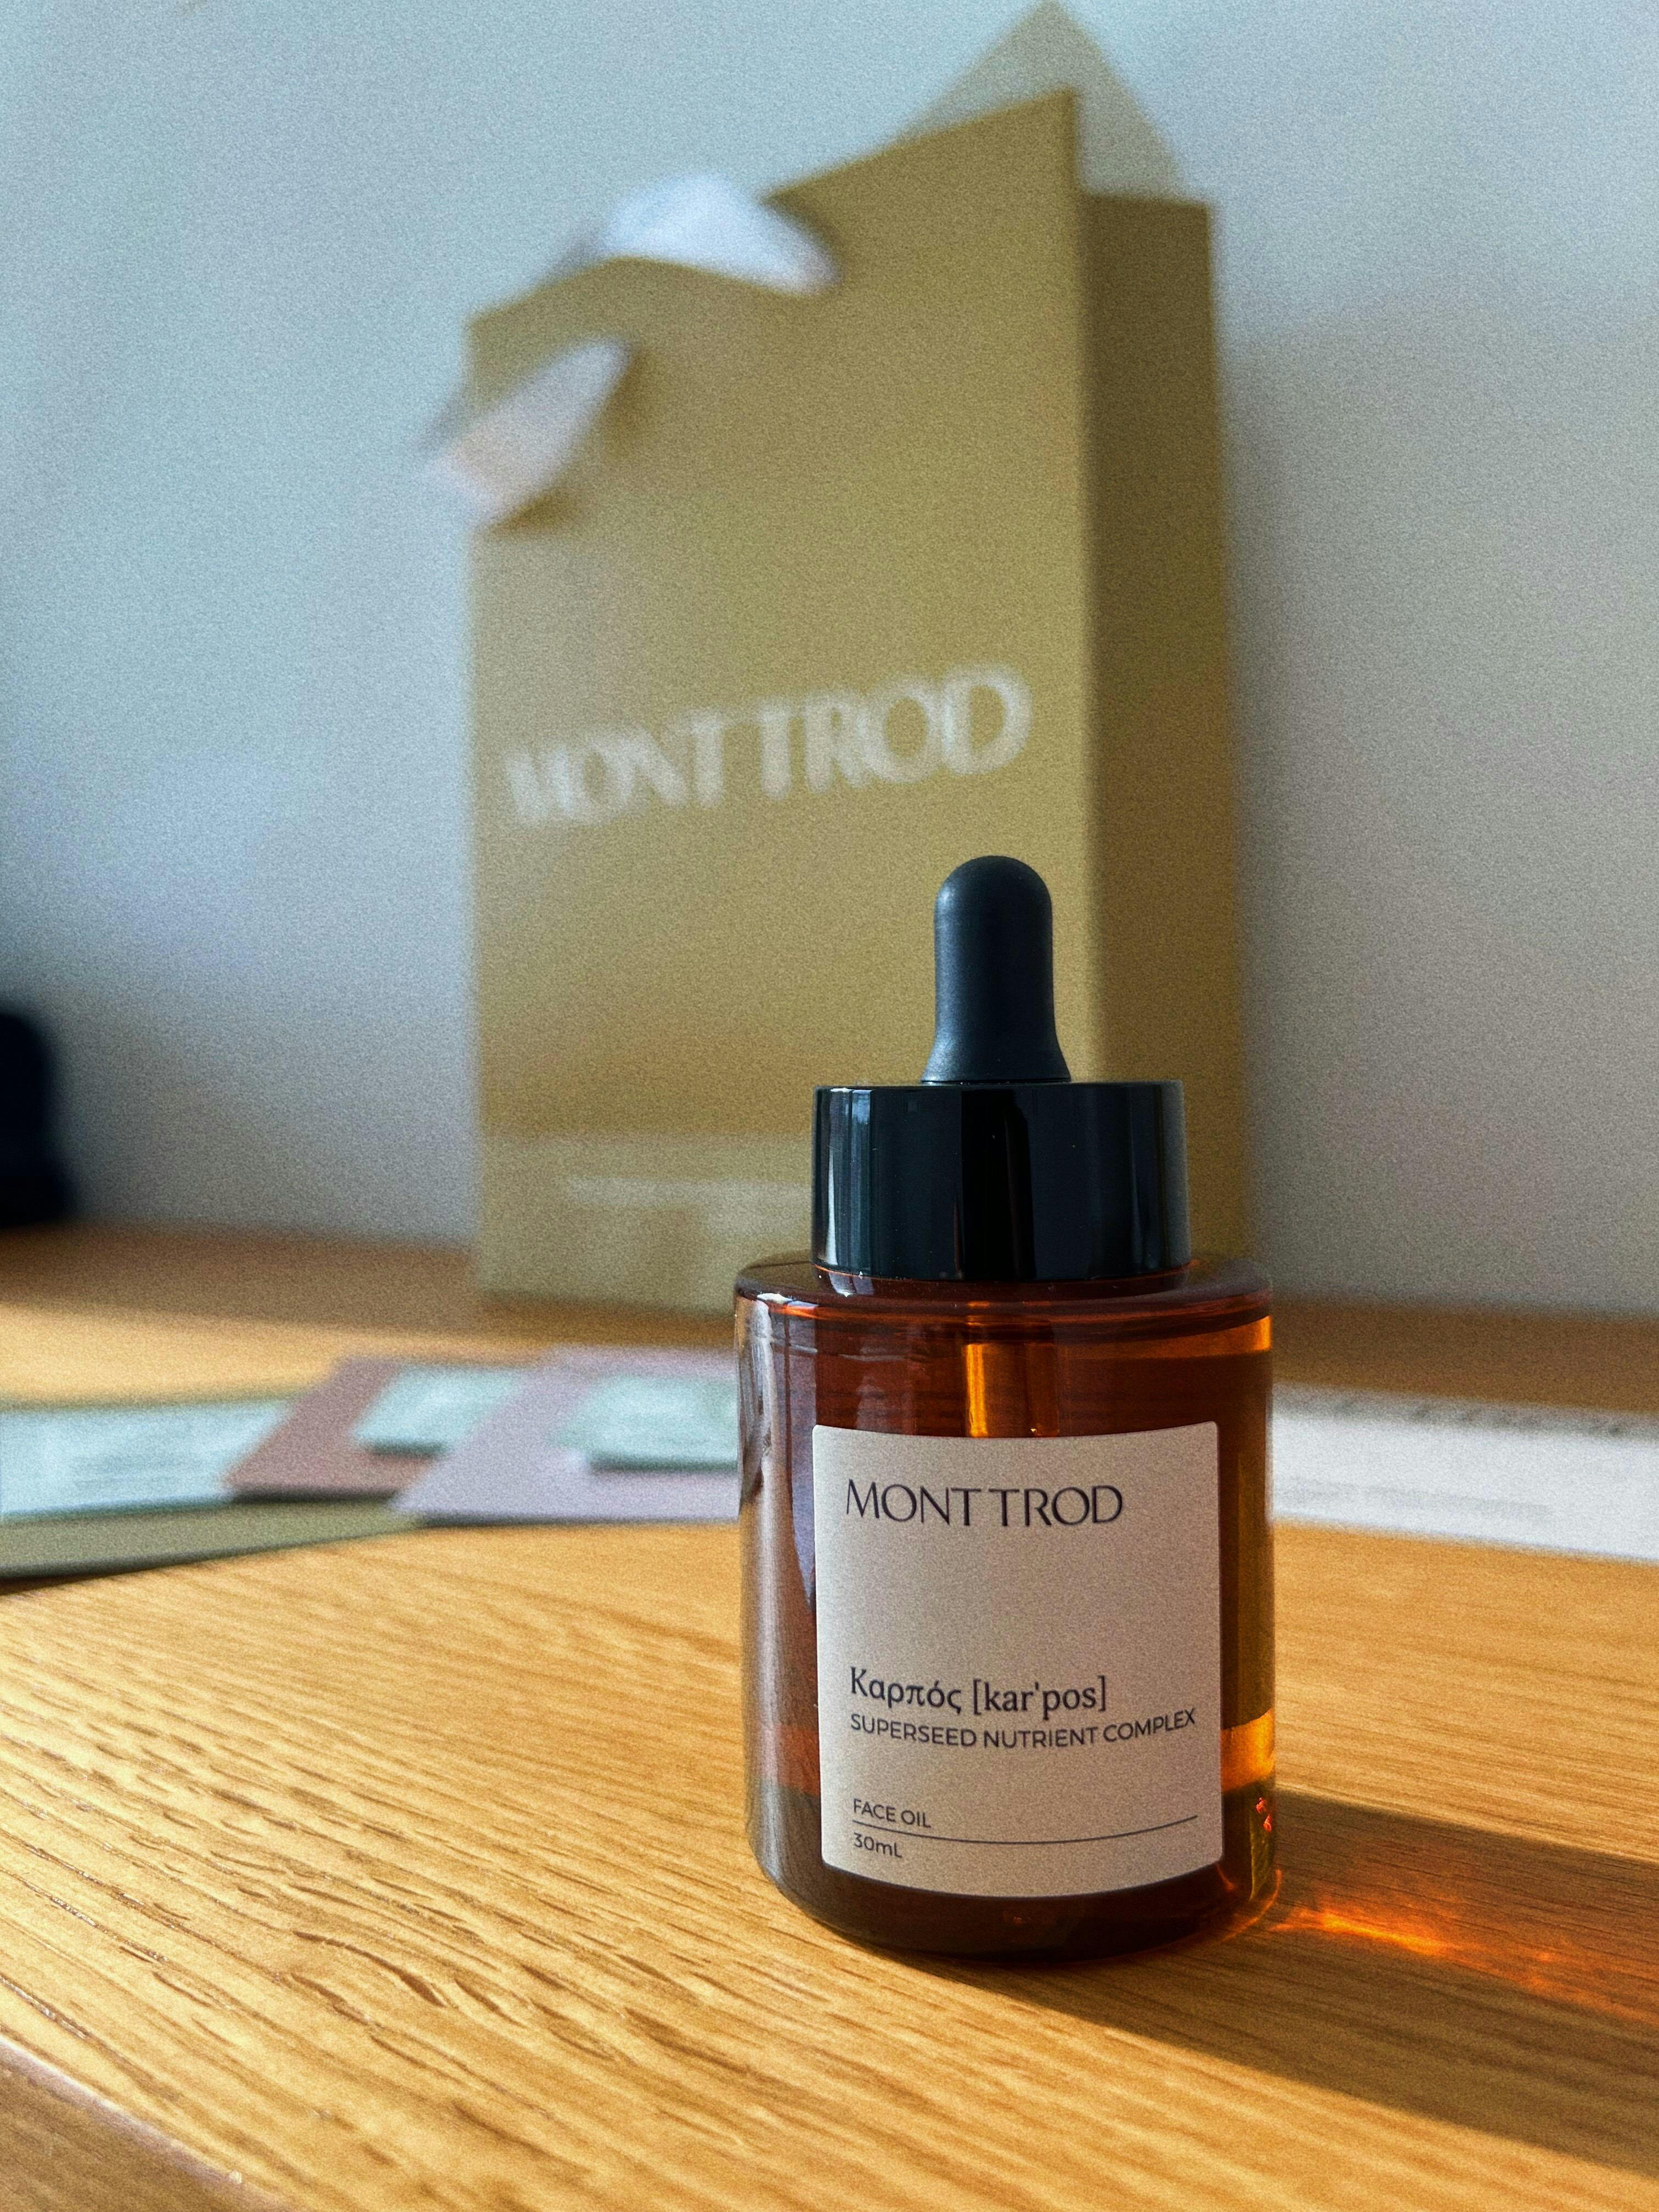 MONT TROD
MONT TROD
Καρπός [kar'pos]
SUPERSEED NUTRIENT COMPLEX
FACE OIL
30mL